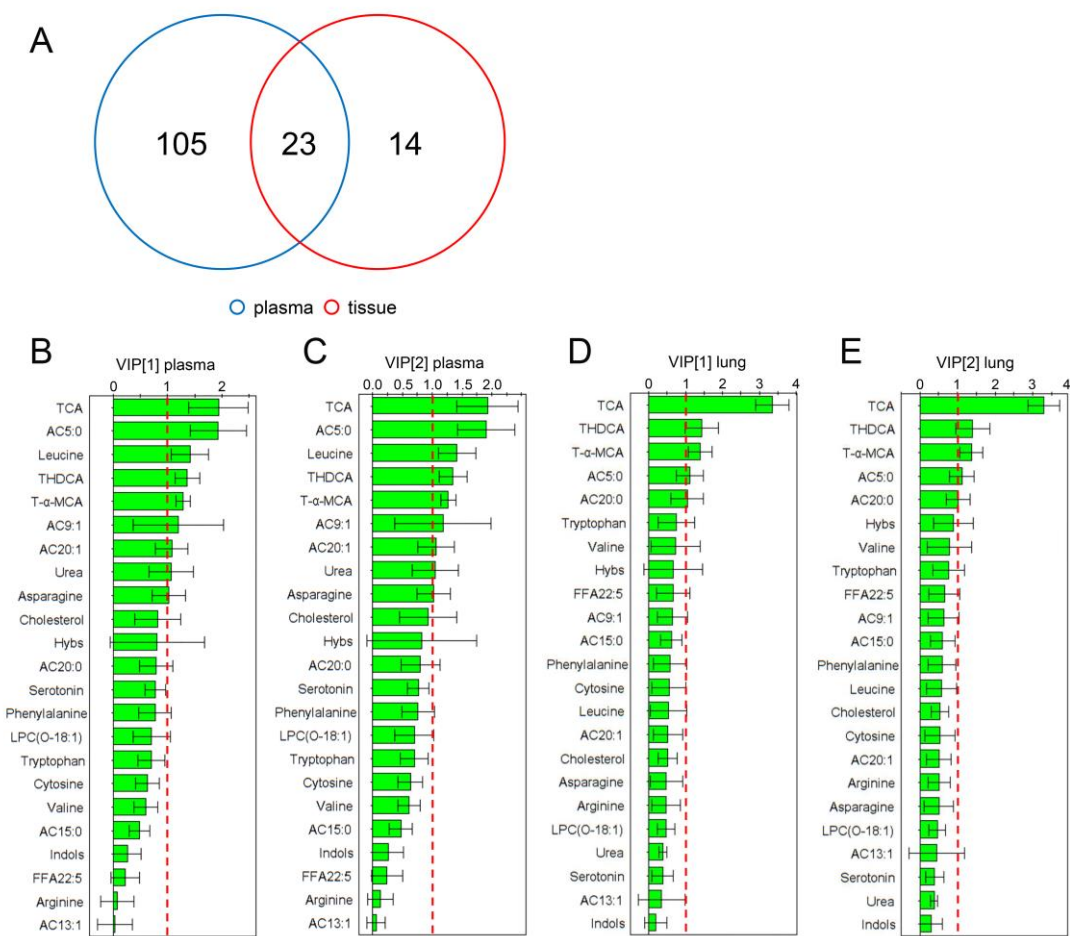 A
105
23
14
plasma
tissue
B
VIP[1] plasma
0
1
2
TCA
AC5:0
Leucine
THDCA
T-α-MCA
AC9:1
AC20:1
Urea
Asparagine
Cholesterol
Hybs
AC20:0
Serotonin
Phenylalanine
LPC(O-18:1)
Tryptophan
Cytosine
Valine
AC15:0
Indols
FFA22:5
Arginine
AC13:1
C
VIP[2] plasma
0.0
0.5
1.0
1.5
2.0
TCA
AC5:0
Leucine
THDCA
T-α-MCA
AC9:1
AC20:1
Urea
Asparagine
Cholesterol
Hybs
AC20:0
Serotonin
Phenylalanine
LPC(O-18:1)
Tryptophan
Cytosine
Valine
AC15:0
Indols
FFA22:5
Arginine
AC13:1
D
VIP[1] lung
0
1
2
3
4
TCA
THDCA
T-α-MCA
AC5:0
AC20:0
Tryptophan
Valine
Hybs
FFA22:5
AC9:1
AC15:0
Phenylalanine
Cytosine
Leucine
AC20:1
Cholesterol
Asparagine
Arginine
LPC(O-18:1)
Urea
Serotonin
AC13:1
Indols
E
VIP[2] lung
0
1
2
3
4
TCA
THDCA
T-α-MCA
AC5:0
AC20:0
Hybs
Valine
Tryptophan
FFA22:5
AC9:1
AC15:0
Phenylalanine
Leucine
Cholesterol
Cytosine
AC20:1
Arginine
Asparagine
LPC(O-18:1)
AC13:1
Serotonin
Urea
Indols